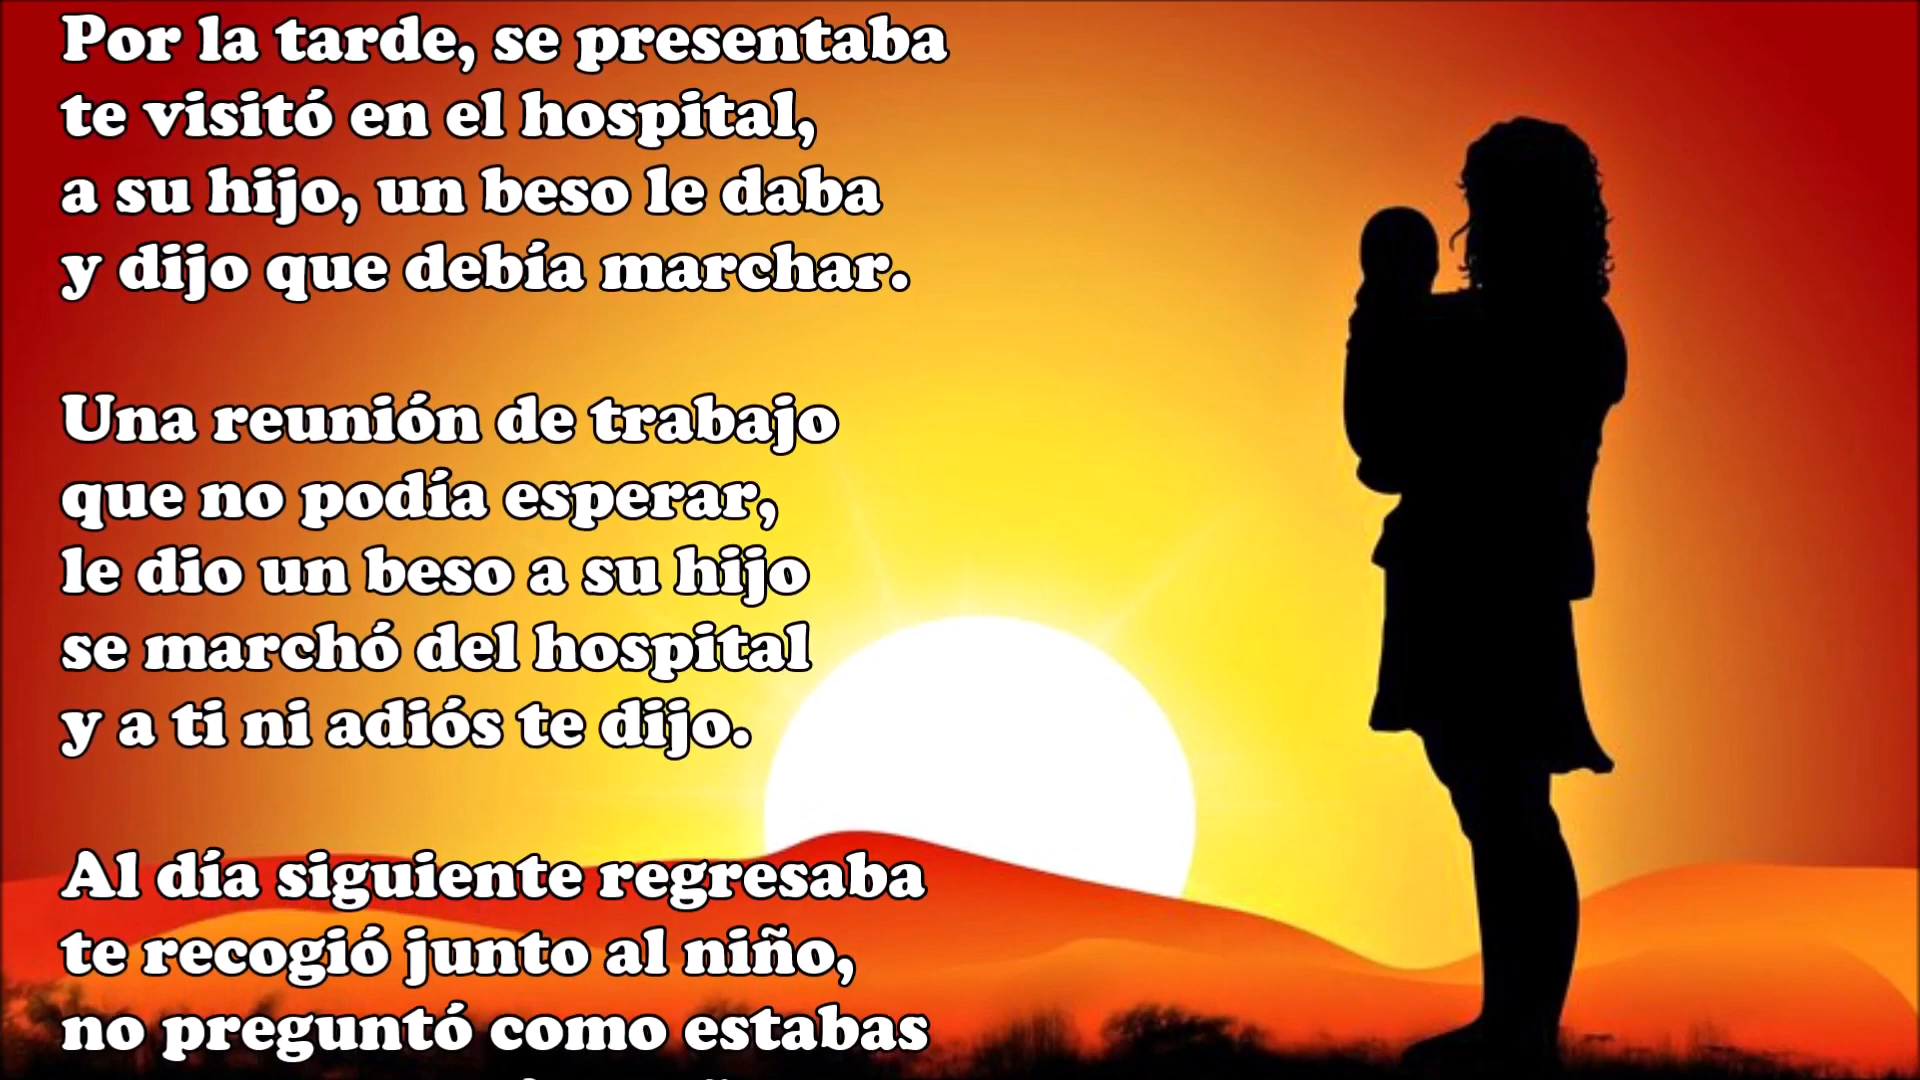 Por la tarde, se presentaba
te visitó en el hospital,
a su hijo, un beso le daba
y dijo que debía marchar.
Una reunión de trabajo
que no podía esperar,
le dio un beso a su hijo
se marchó del hospital
y a ti ni adiós te dijo.
Al día siguiente regresaba
te recogió junto al niño,
no preguntó como estabas